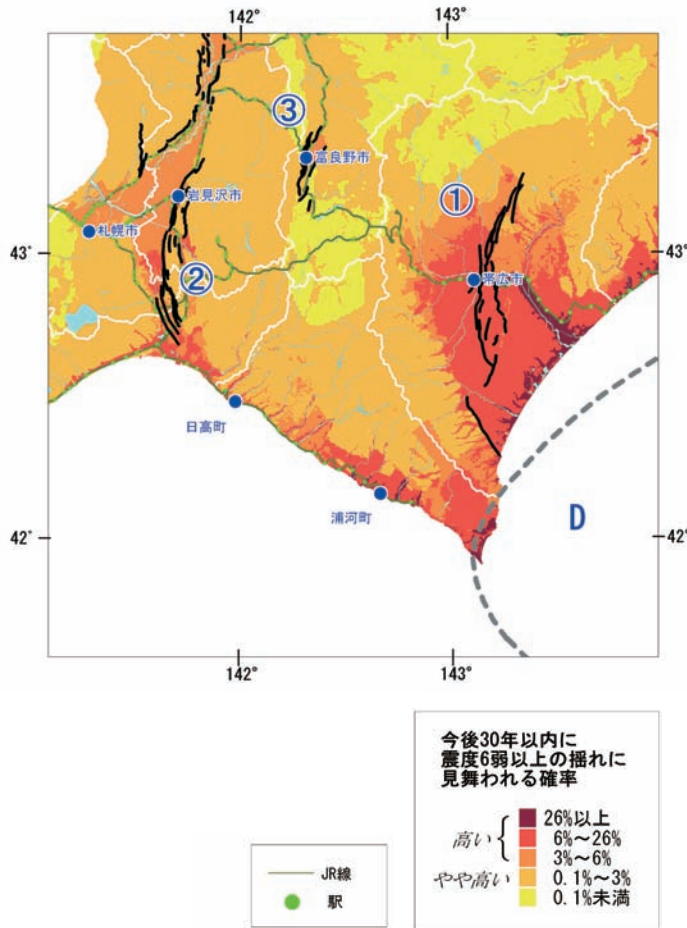 142°
143°
③
富良野市
①
岩見沢市
札幌市
43°
43°
帯広市
②
日高町
浦河町
D
42°
42°
142°
143°
今後30年以内に
震度6弱以上の揺れに
見舞われる確率
高い
26%以上
6%～26%
3%～6%
やや高い
0.1%～3%
0.1%未満
JR線
駅